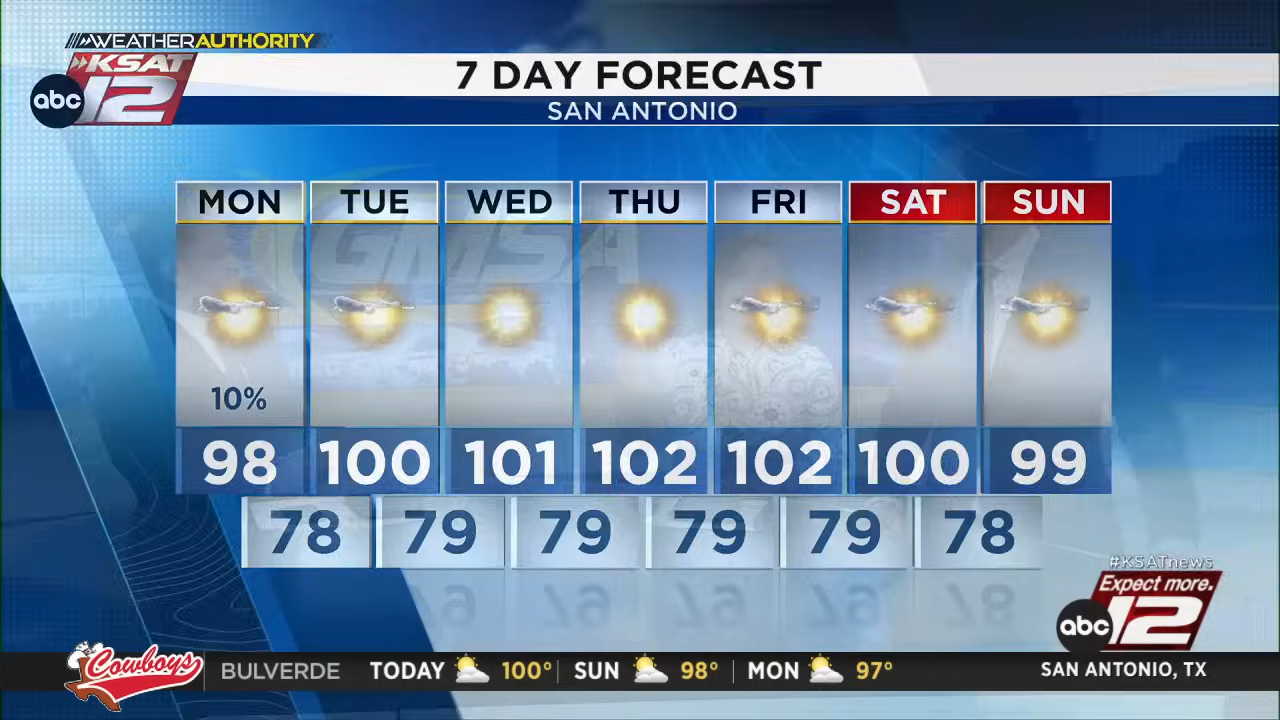 WEATHERAUTHORITY
KSAT
abc 12
7 DAY FORECAST
SAN ANTONIO
MON TUE WED THU FRI SAT SUN
GMSA
10%
98 100 101 102 102 100 99
78 79 79 79 79 78
#KSATnews
Expect more.
abc 12
Cowboys BULVERDE TODAY 100° SUN 98° MON 97° SAN ANTONIO, TX